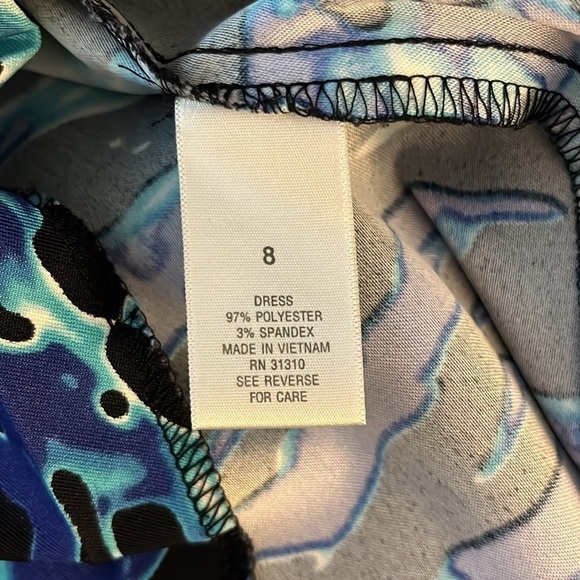 8
DRESS
97% POLYESTER
3% SPANDEX
MADE IN VIETNAM
RN 31310
SEE REVERSE
FOR CARE